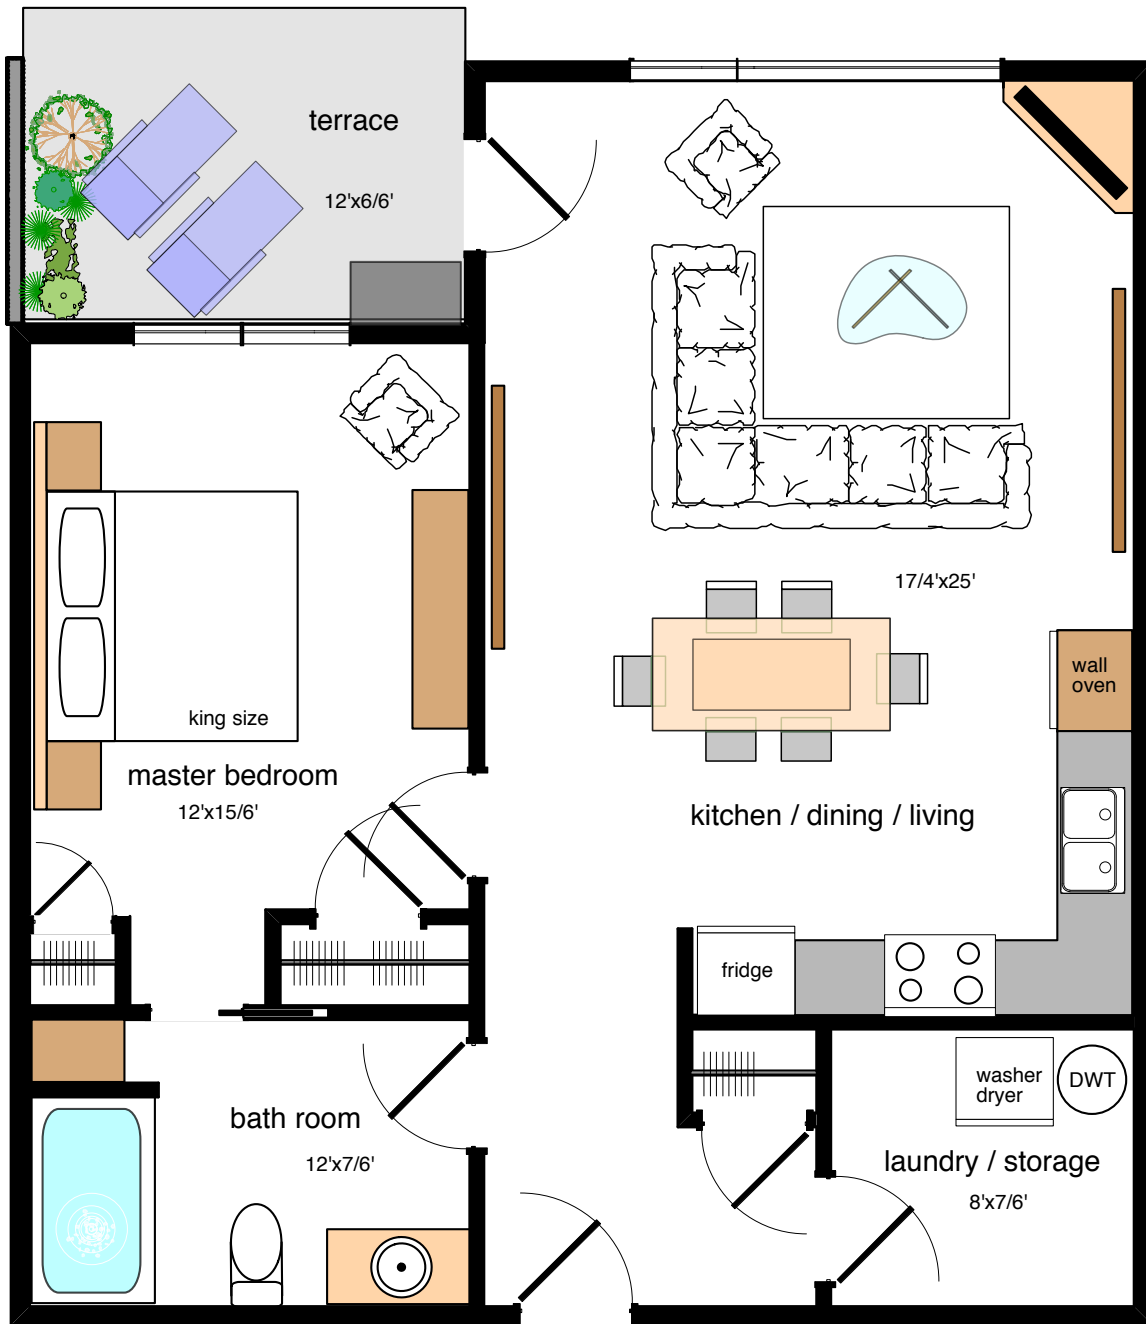 terrace
12'x6/6'
17/4'x25'
wall
oven
king size
master bedroom
12'x15/6'
kitchen / dining / living
fridge
washer
dryer
DWT
bath room
12'x7/6'
laundry / storage
8'x7/6'